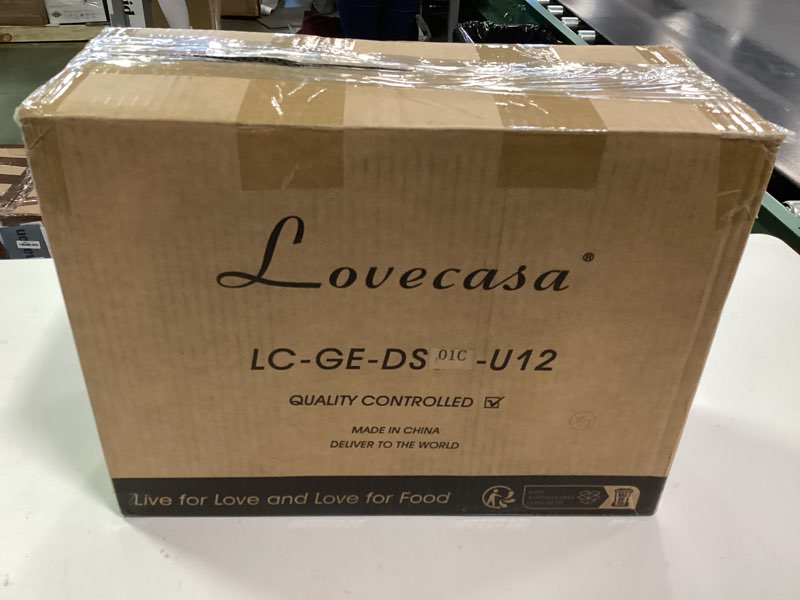 Lovecasa®
LC-GE-DS 01C -U12
QUALITY CONTROLLED
MADE IN CHINA
DELIVER TO THE WORLD
Live for Love and Love for Food